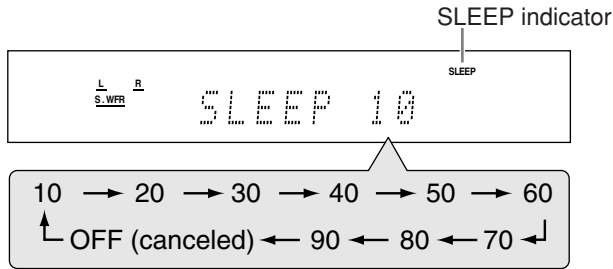 SLEEP indicator
SLEEP
L R
S.WFR
SLEEP 10
10 → 20 → 30 → 40 → 50 → 60
OFF (canceled) ← 90 ← 80 ← 70